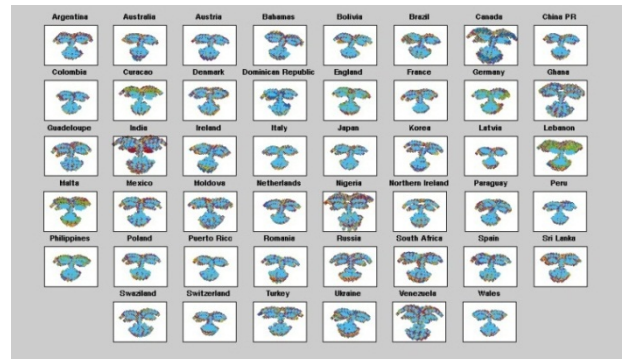 Argentina Australia Austria Bahamas Bolivia Brazil Canada China PR
Colombia Curacao Denmark Dominican Republic England France Germany Ghana
Guadeloupe India Ireland Italy Japan Korea Latvia Lebanon
Malta Mexico Moldova Netherlands Nigeria Northern Ireland Paraguay Peru
Philippines Poland Puerto Rico Romania Russia South Africa Spain Sri Lanka
Swaziland Switzerland Turkey Ukraine Venezuela Wales